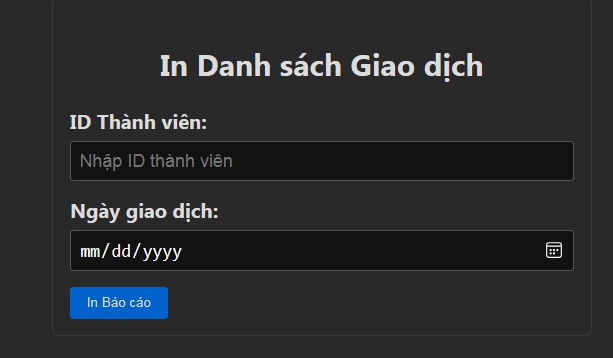 In Danh sách Giao dịch
ID Thành viên:
Nhập ID thành viên
Ngày giao dịch:
mm/dd/yyyy
In Báo cáo